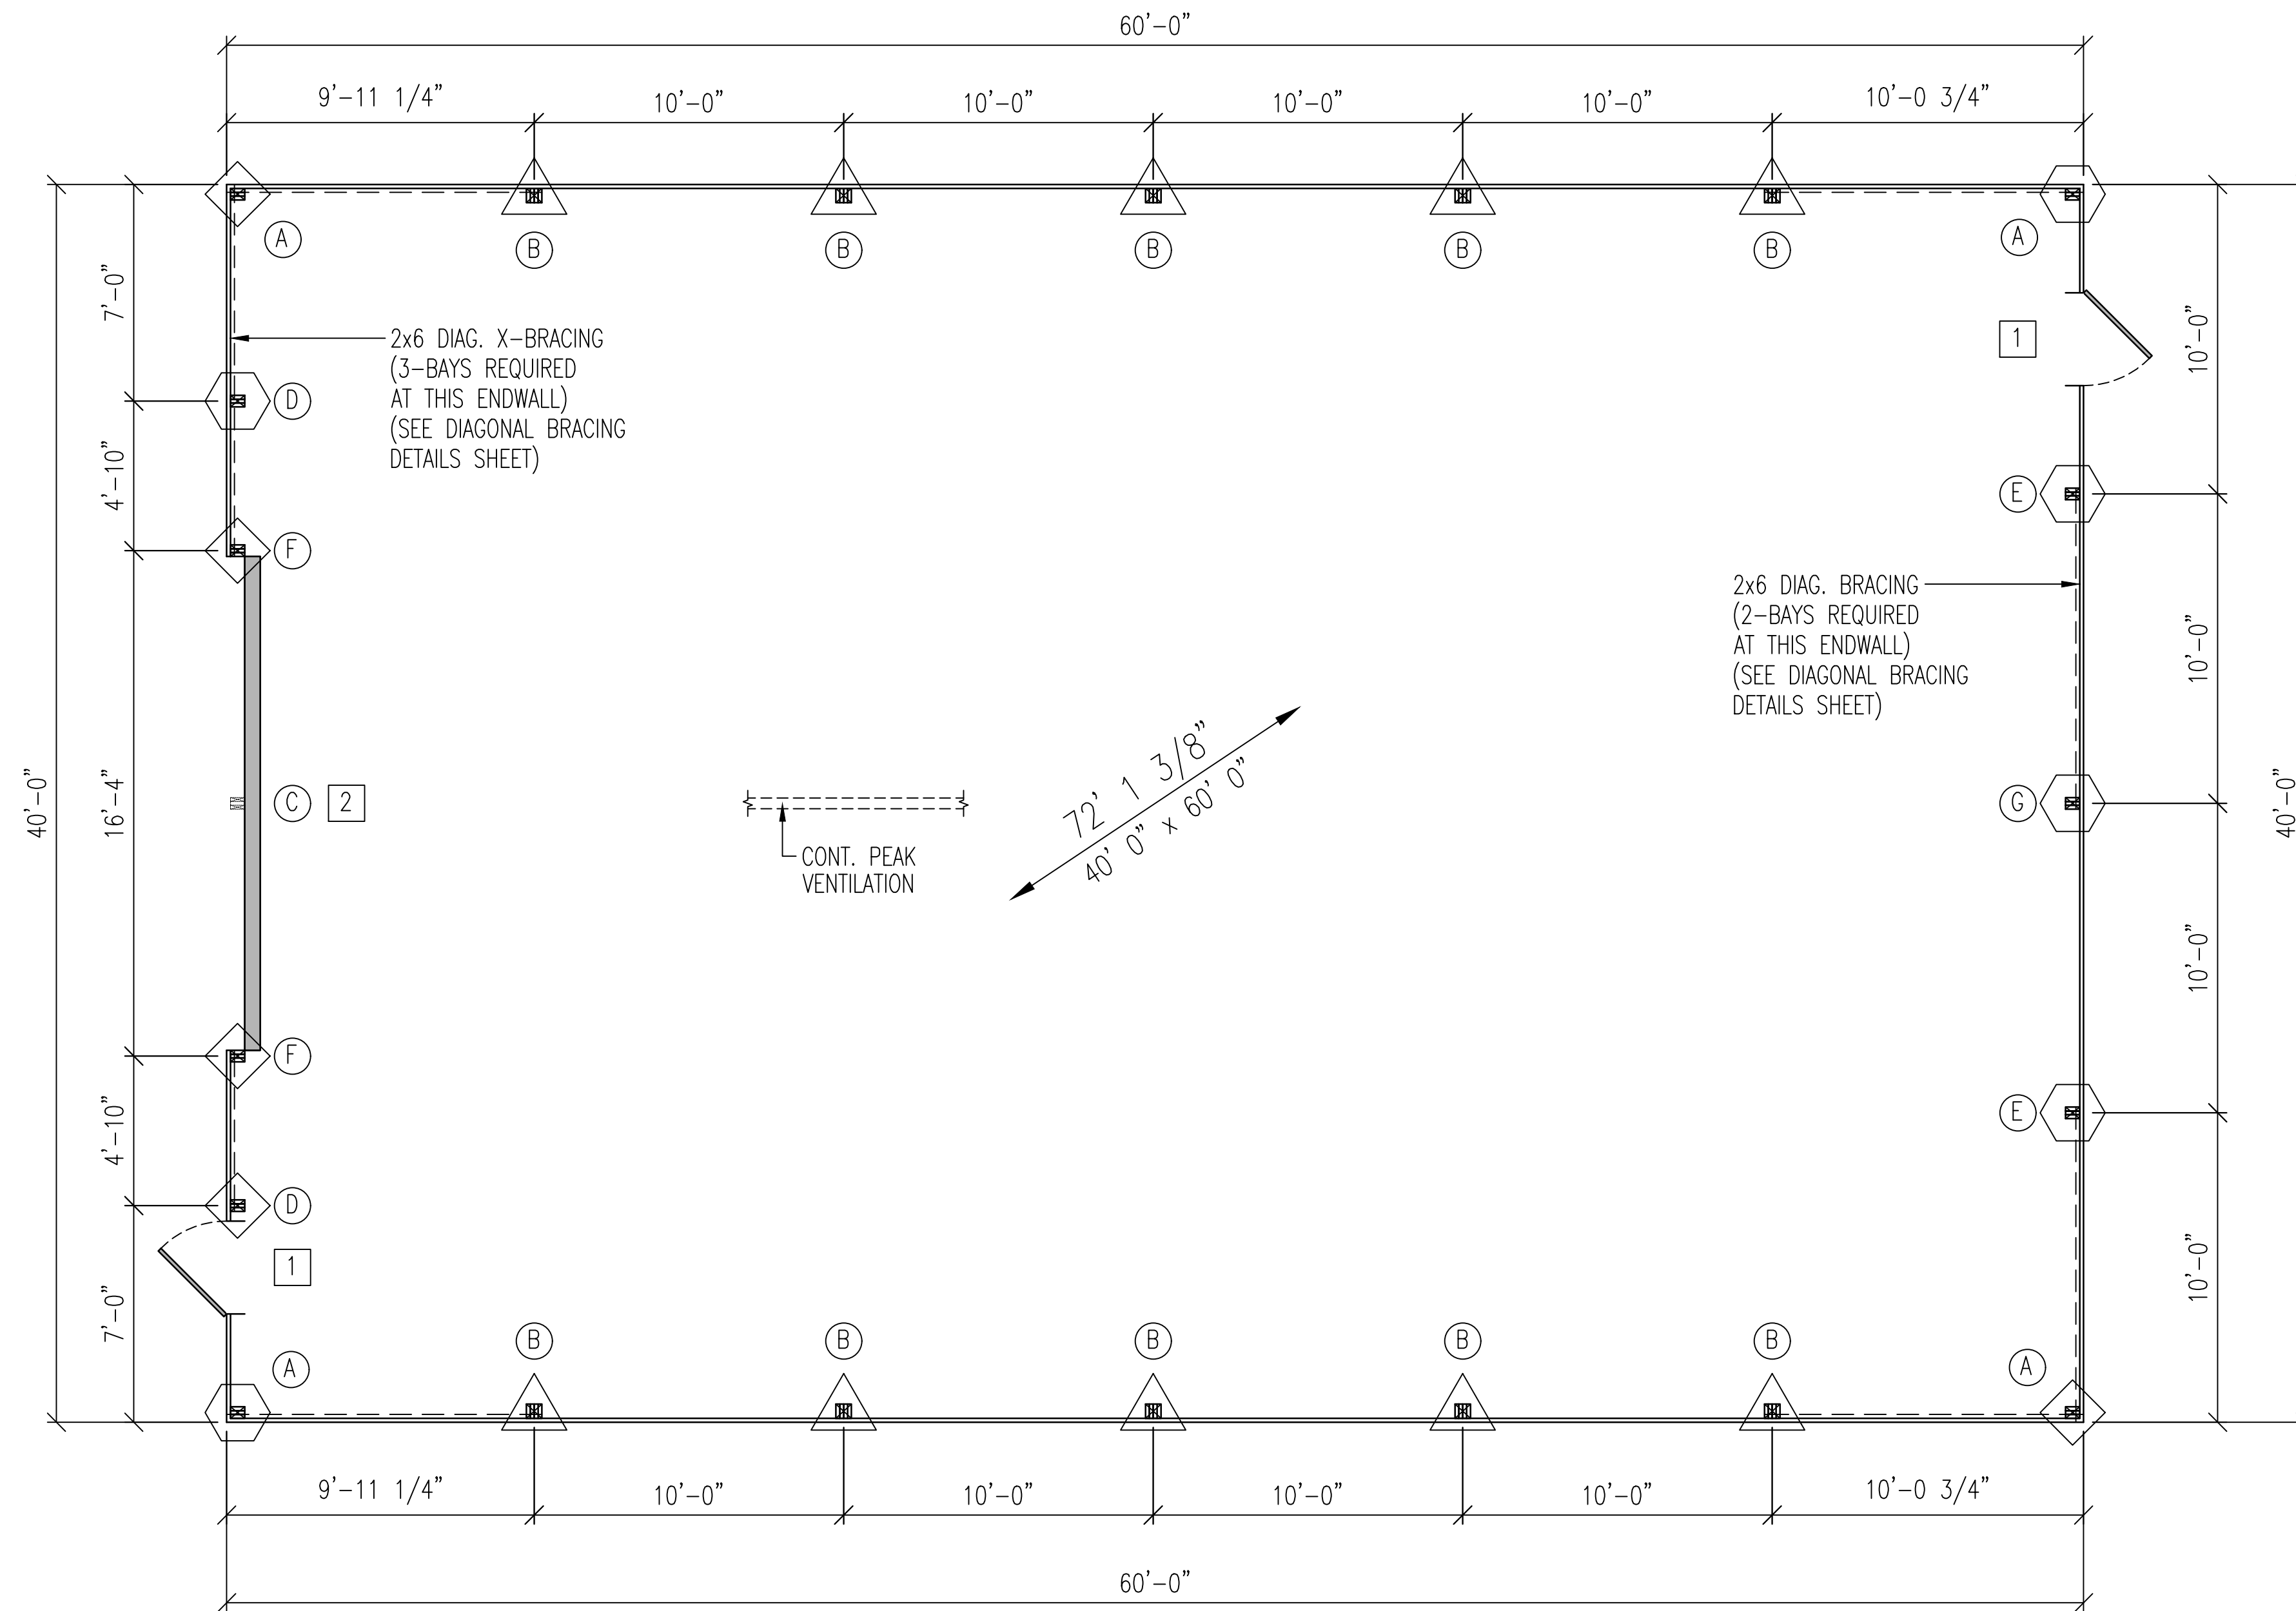 60'-0"
9'-11 1/4" 10'-0" 10'-0" 10'-0" 10'-0" 10'-0 3/4"
A B B B B B A
7'-0"
10'-0"
1
2x6 DIAG. X-BRACING
(3-BAYS REQUIRED
AT THIS ENDWALL)
(SEE DIAGONAL BRACING
DETAILS SHEET)
D
4'-10"
E
F
2x6 DIAG. BRACING
(2-BAYS REQUIRED
AT THIS ENDWALL)
(SEE DIAGONAL BRACING
DETAILS SHEET)
10'-0"
40'-0"
16'-4"
C 2
72' 1 3/8"
40' 0" x 60' 0"
G
40'-0"
CONT. PEAK
VENTILATION
10'-0"
F
E
4'-10"
D
1
10'-0"
7'-0"
B B B B B
A A
9'-11 1/4" 10'-0" 10'-0" 10'-0" 10'-0" 10'-0 3/4"
60'-0"